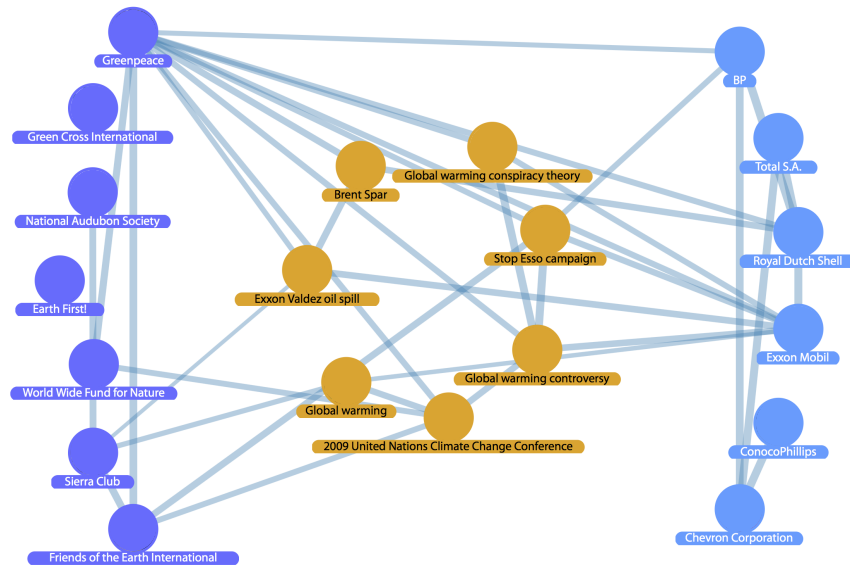 Greenpeace
BP
Green Cross International
Total S.A.
Global warming conspiracy theory
Brent Spar
National Audubon Society
Stop Esso campaign
Royal Dutch Shell
Exxon Valdez oil spill
Earth First!
Exxon Mobil
Global warming controversy
World Wide Fund for Nature
Global warming
2009 United Nations Climate Change Conference
ConocoPhillips
Sierra Club
Chevron Corporation
Friends of the Earth International